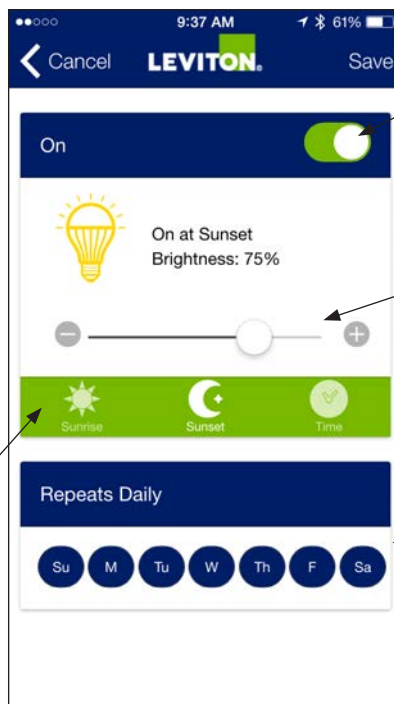 9:37 AM 61%
Cancel LEVITON® Save
On
On at Sunset
Brightness: 75%
Sunrise Sunset Time
Repeats Daily
Su M Tu W Th F Sa